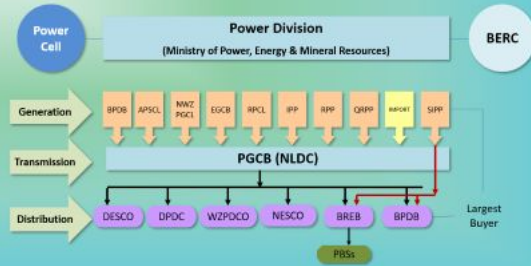 Power
Cell
Power Division
(Ministry of Power, Energy & Mineral Resources)
BERC
Generation
BPDB
APSCL
NWZ
PGCL
EGCB
RPCL
IPP
RPP
QRPP
IMPORT
SIPP
Transmission
PGCB (NLDC)
Distribution
DESCO
DPDC
WZPDCO
NESCO
BREB
BPDB
Largest
Buyer
PBSs